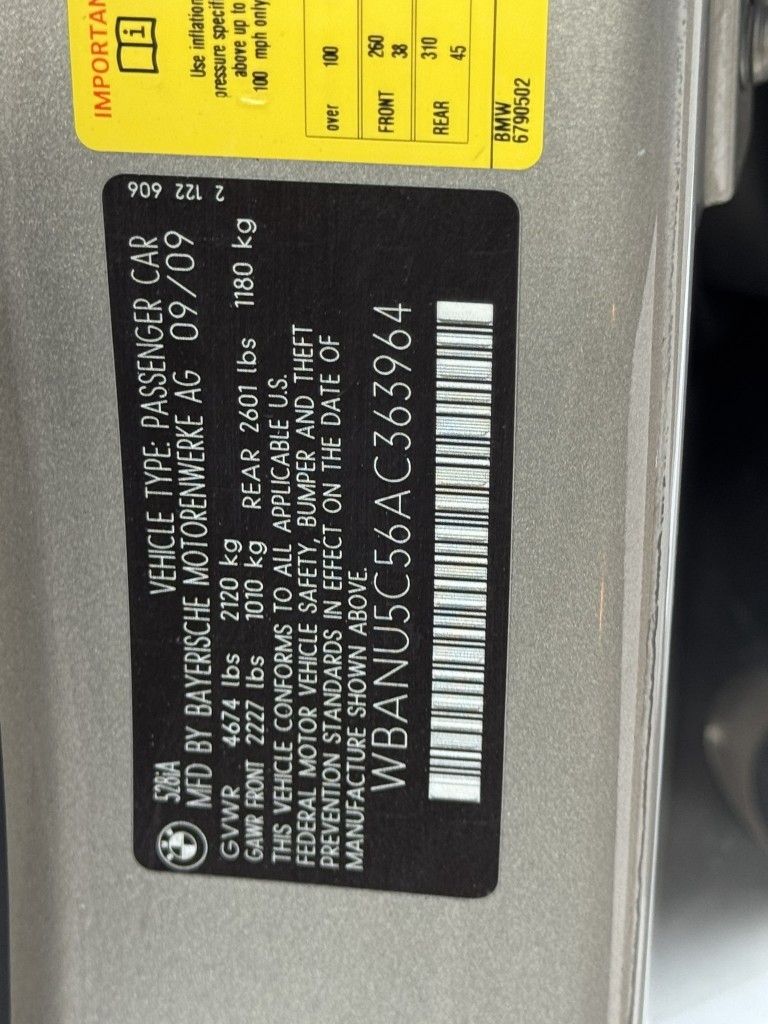 528iA VEHICLE TYPE: PASSENGER CAR
MFD BY BAYERISCHE MOTORENWERKE AG 09/09
GVWR 4674 lbs 2120 kg
GAWR FRONT 2227 lbs 1010 kg REAR 2601 lbs 1180 kg
THIS VEHICLE CONFORMS TO ALL APPLICABLE U.S.
FEDERAL MOTOR VEHICLE SAFETY, BUMPER AND THEFT
PREVENTION STANDARDS IN EFFECT ON THE DATE OF
MANUFACTURE SHOWN ABOVE.
WBANU5C56AC363964
2 122 606
Use inflation
above up to
100 mph only
over 100
FRONT 260
38
REAR 310
45
BMW
6790502